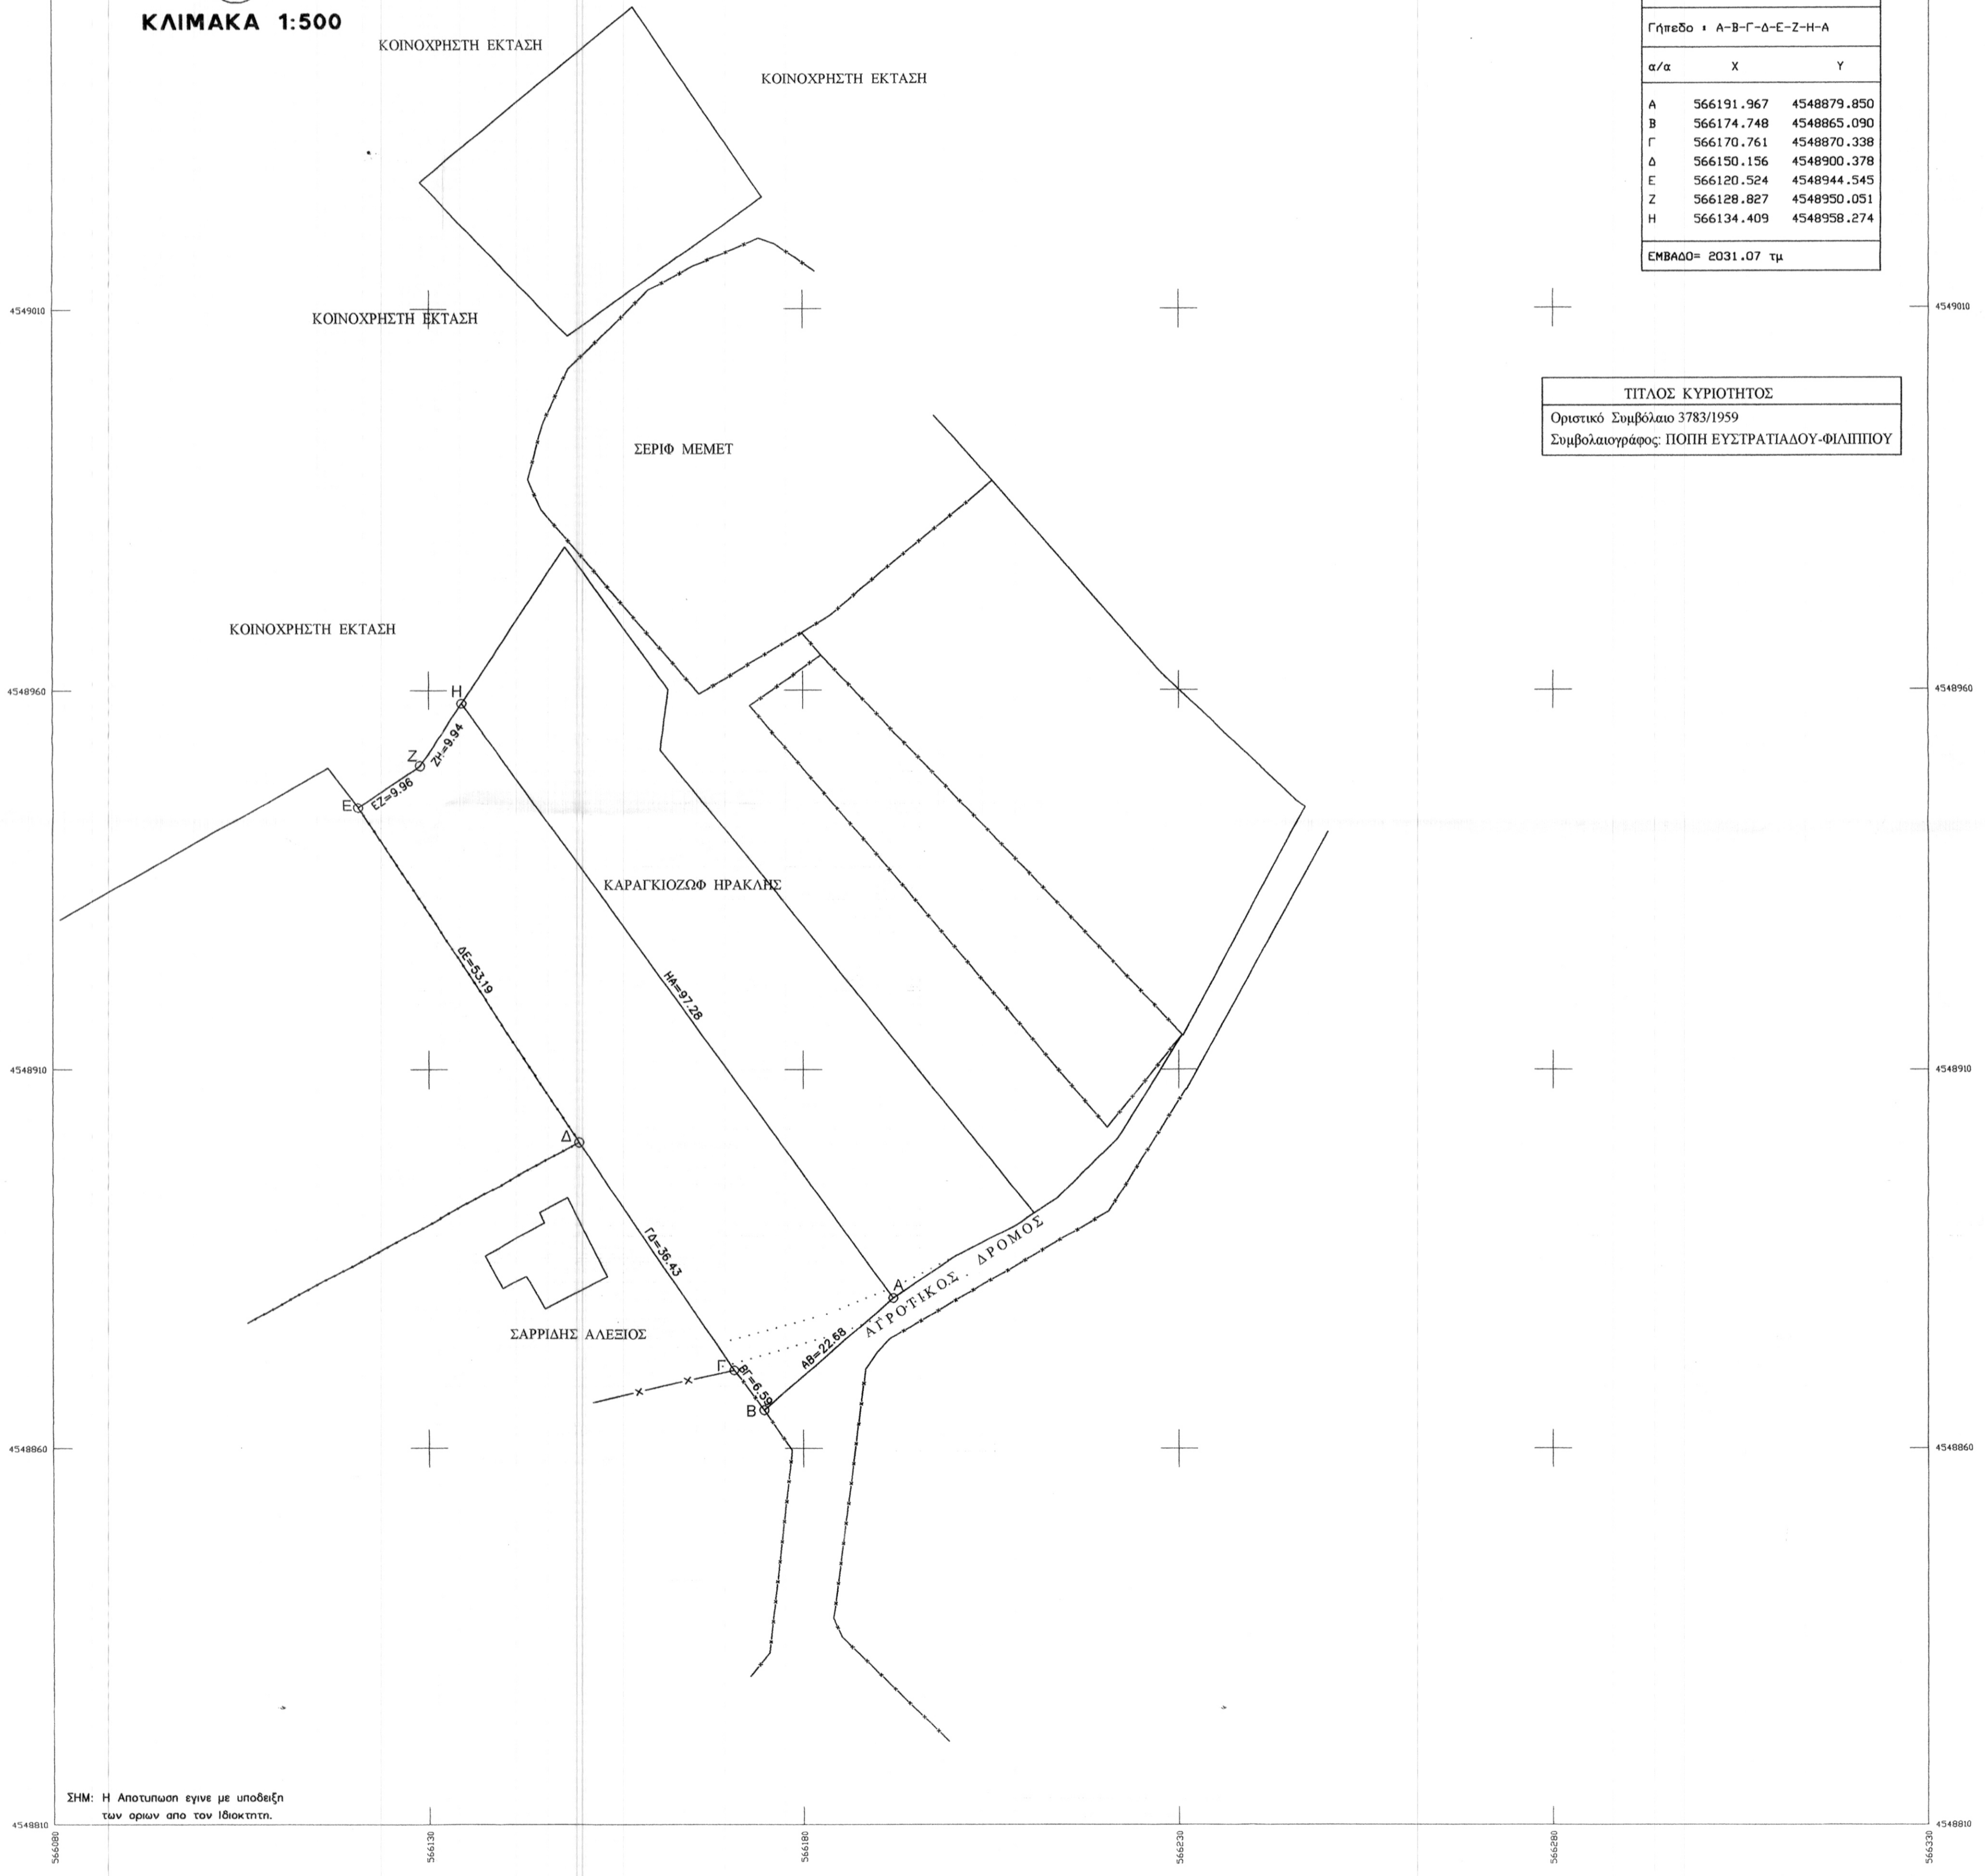 ΚΛΙΜΑΚΑ 1:500
ΚΟΙΝΟΧΡΗΣΤΗ ΕΚΤΑΣΗ
ΚΟΙΝΟΧΡΗΣΤΗ ΕΚΤΑΣΗ
Γήπεδο : Α-Β-Γ-Δ-Ε-Ζ-Η-Α
α/α X Y
Α 566191.967 4548879.850
Β 566174.748 4548865.090
Γ 566170.761 4548870.338
Δ 566150.156 4548900.378
Ε 566120.524 4548944.545
Ζ 566128.827 4548950.051
Η 566134.409 4548958.274
ΕΜΒΑΔΟ= 2031.07 τμ
4549010
ΚΟΙΝΟΧΡΗΣΤΗ ΕΚΤΑΣΗ
4549010
ΤΙΤΛΟΣ ΚΥΡΙΟΤΗΤΟΣ
Οριστικό Συμβόλαιο 3783/1959
Συμβολαιογράφος: ΠΟΠΗ ΕΥΣΤΡΑΤΙΑΔΟΥ-ΦΙΛΙΠΠΟΥ
ΣΕΡΙΦ ΜΕΜΕΤ
ΚΟΙΝΟΧΡΗΣΤΗ ΕΚΤΑΣΗ
4548960
Η
4548960
ΖΗ=9.94
Ζ
ΕΖ=9.96
Ε
ΚΑΡΑΓΚΙΟΖΩΦ ΗΡΑΚΛΗΣ
ΔΕ=53.19
ΗΑ=97.28
4548910
4548910
Δ
ΓΔ=36.43
ΑΓΡΟΤΙΚΟΣ ΔΡΟΜΟΣ
Α
ΣΑΡΡΙΔΗΣ ΑΛΕΞΙΟΣ
ΑΒ=22.68
Γ
ΒΓ=6.59
Β
4548860
4548860
ΣΗΜ: Η Αποτυπωση εγινε με υποδειξη
των οριων απο τον Ιδιοκτητη.
4548810
4548810
566080
566130
566180
566230
566280
566330